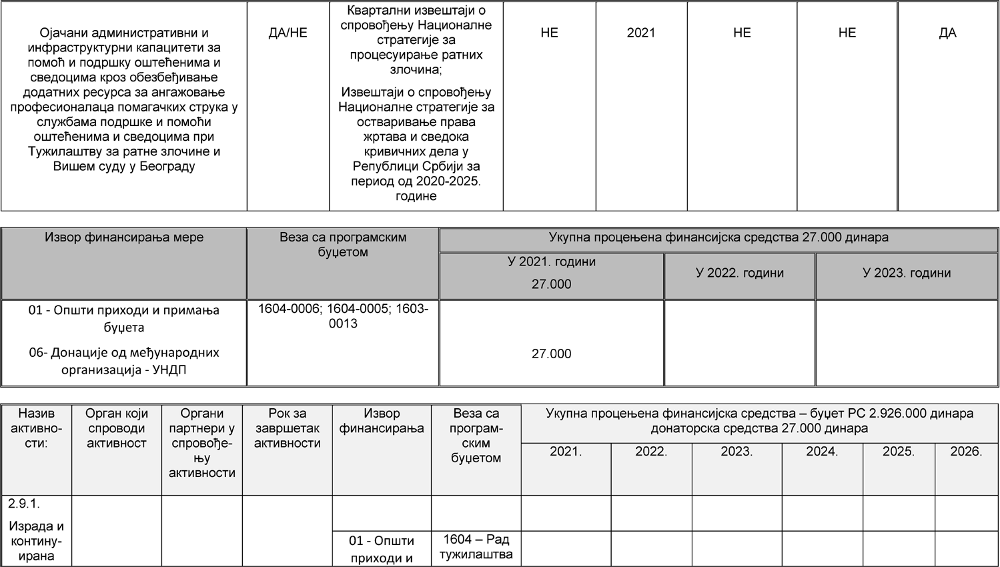 Ојачани административни и
инфраструктурни капацитети за
помоћ и подршку оштећенима и
сведоцима кроз обезбеђивање
додатних ресурса за ангажовање
професионалаца помагачких струка у
службама подршке и помоћи
оштећенима и сведоцима при
Тужилаштву за ратне злочине и
Вишем суду у Београду
ДА/НЕ
Квартални извештаји о
спровођењу Националне
стратегије за
процесуирање ратних
злочина;
Извештаји о спровођењу
Националне стратегије за
остваривање права
жртава и сведока
кривичних дела у
Републици Србији за
период од 2020-2025.
године
НЕ
2021
НЕ
НЕ
ДА
Извор финансирања мере
Веза са програмским
буџетом
Укупна процењена финансијска средства 27.000 динара
У 2021. години
27.000
У 2022. години
У 2023. години
01 - Општи приходи и примања
буџета
06- Донације од међународних
организација - УНДП
1604-0006; 1604-0005; 1603-
0013
27.000
Назив
активно-
сти:
Орган који
спроводи
активност
Органи
партнери у
спровође-
њу
активности
Рок за
завршетак
активности
Извор
финансирања
Веза са
програм-
ским
буџетом
Укупна процењена финансијска средства – буџет РС 2.926.000 динара
донаторска средства 27.000 динара
2021.
2022.
2023.
2024.
2025.
2026.
2.9.1.
Израда и
контину-
ирана
01 - Општи
приходи и
1604 – Рад
тужилаштва